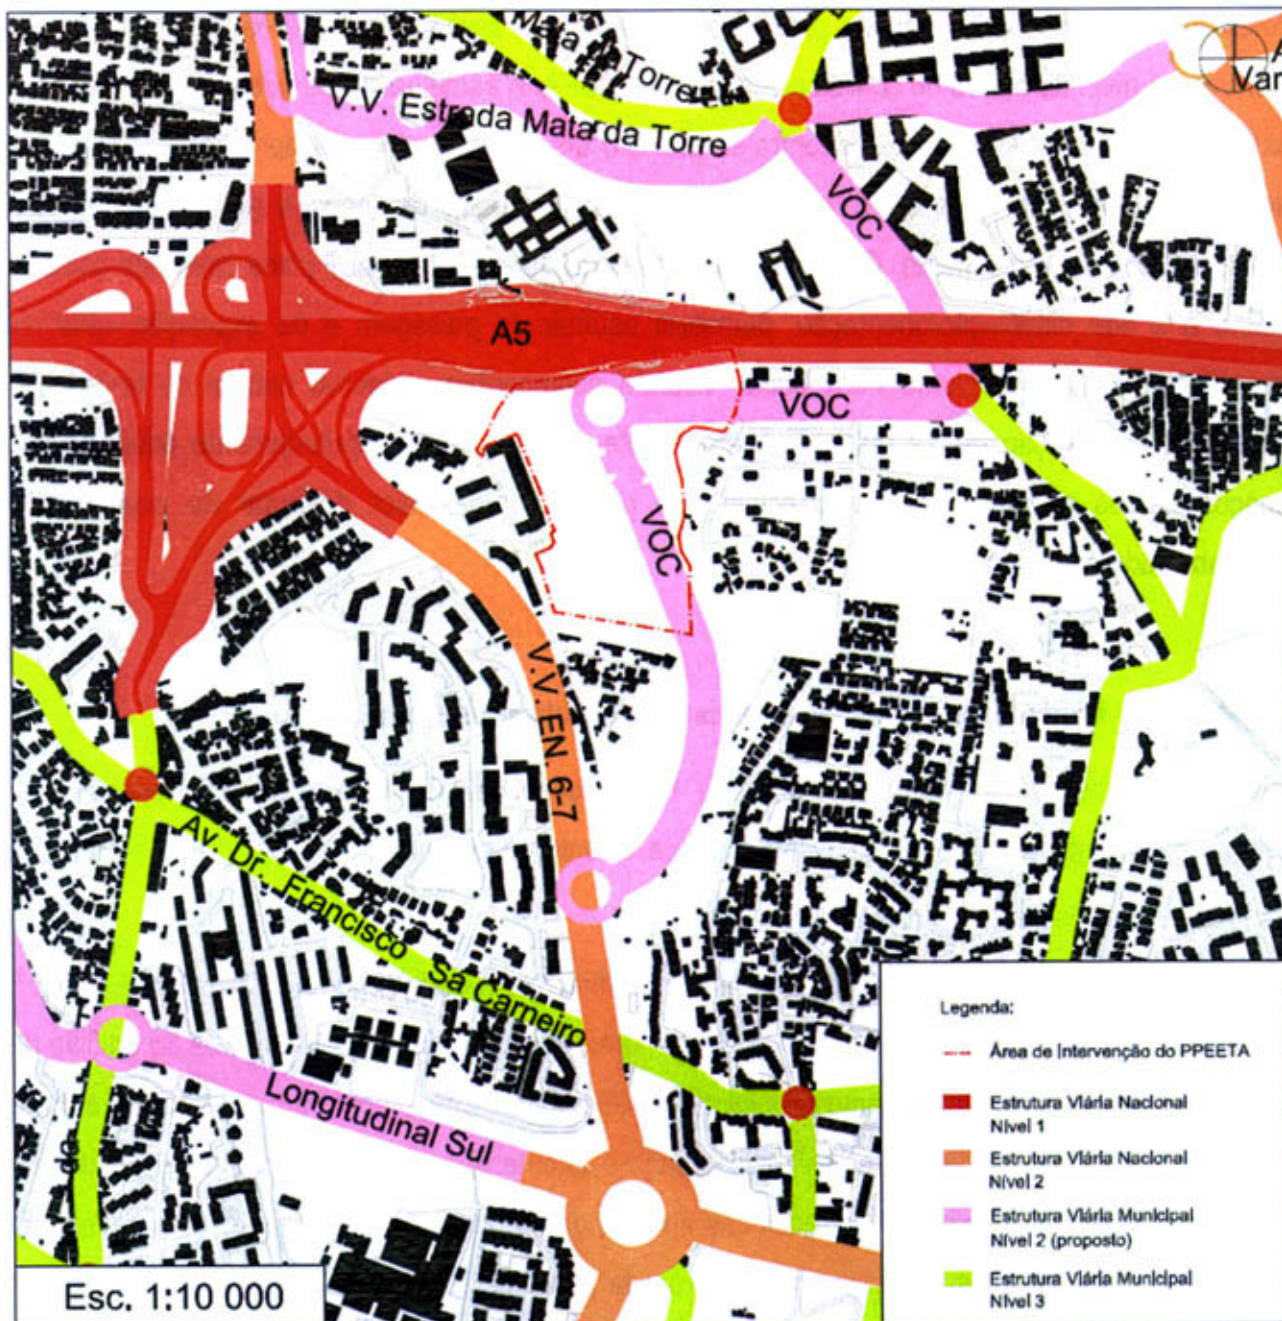 Mata da Torre
V.V. Estrada Mata da Torre
VOC
A5
VOC
VOC
V.V. EN. 6-7
Av. Dr. Francisco Sá Carneiro
Longitudinal Sul
da
Legenda:
Área de Intervenção do PPEETA
Estrutura Viária Nacional
Nível 1
Estrutura Viária Nacional
Nível 2
Estrutura Viária Municipal
Nível 2 (proposto)
Estrutura Viária Municipal
Nível 3
Esc. 1:10 000